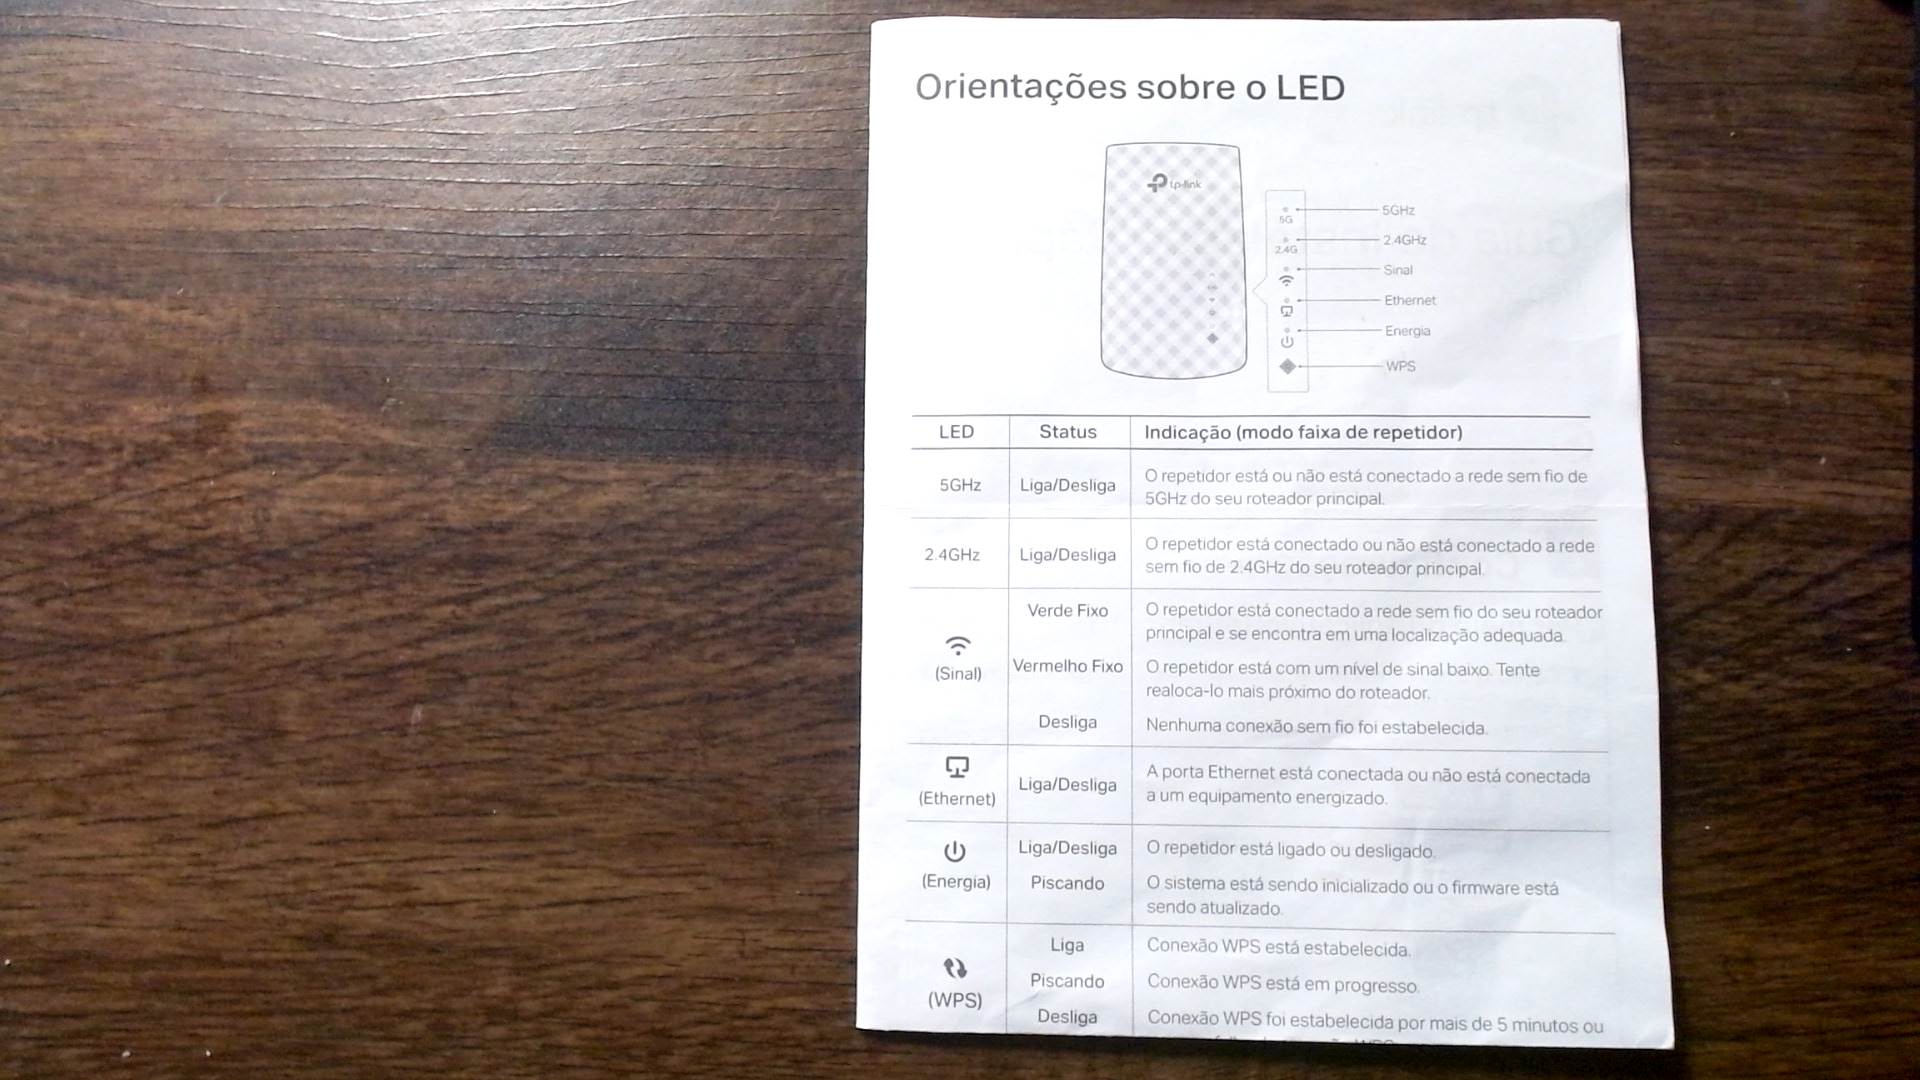 Orientações sobre o LED
tp-link
5G
5GHz
2.4G
2.4GHz
Sinal
Ethernet
Energia
WPS
LED Status Indicação (modo faixa de repetidor)
5GHz Liga/Desliga O repetidor está ou não está conectado a rede sem fio de
5GHz do seu roteador principal.
2.4GHz Liga/Desliga O repetidor está conectado ou não está conectado a rede
sem fio de 2.4GHz do seu roteador principal.
(Sinal)
Verde Fixo O repetidor está conectado a rede sem fio do seu roteador
principal e se encontra em uma localização adequada.
Vermelho Fixo O repetidor está com um nível de sinal baixo. Tente
realoca-lo mais próximo do roteador.
Desliga Nenhuma conexão sem fio foi estabelecida.
(Ethernet) Liga/Desliga A porta Ethernet está conectada ou não está conectada
a um equipamento energizado.
(Energia)
Liga/Desliga O repetidor está ligado ou desligado.
Piscando O sistema está sendo inicializado ou o firmware está
sendo atualizado.
(WPS)
Liga Conexão WPS está estabelecida.
Piscando Conexão WPS está em progresso.
Desliga Conexão WPS foi estabelecida por mais de 5 minutos ou